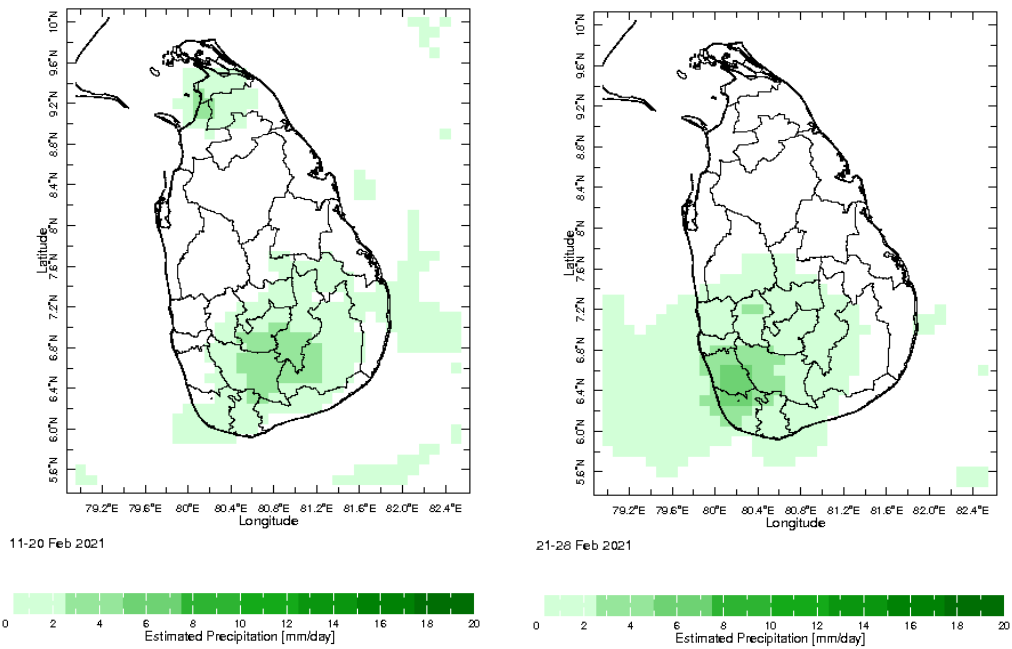 10°N
9.6°N
9.2°N
8.8°N
8.4°N
8°N
7.6°N
7.2°N
6.8°N
6.4°N
6.0°N
5.6°N
Latitude
79.2°E 79.6°E 80°E 80.4°E 80.8°E 81.2°E 81.6°E 82.0°E 82.4°E
Longitude
11-20 Feb 2021
0 2 4 6 8 10 12 14 16 18 20
Estimated Precipitation [mm/day]
10°N
9.6°N
9.2°N
8.8°N
8.4°N
8°N
7.6°N
7.2°N
6.8°N
6.4°N
6.0°N
5.6°N
Latitude
79.2°E 79.6°E 80°E 80.4°E 80.8°E 81.2°E 81.6°E 82.0°E 82.4°E
Longitude
21-28 Feb 2021
0 2 4 6 8 10 12 14 16 18 20
Estimated Precipitation [mm/day]